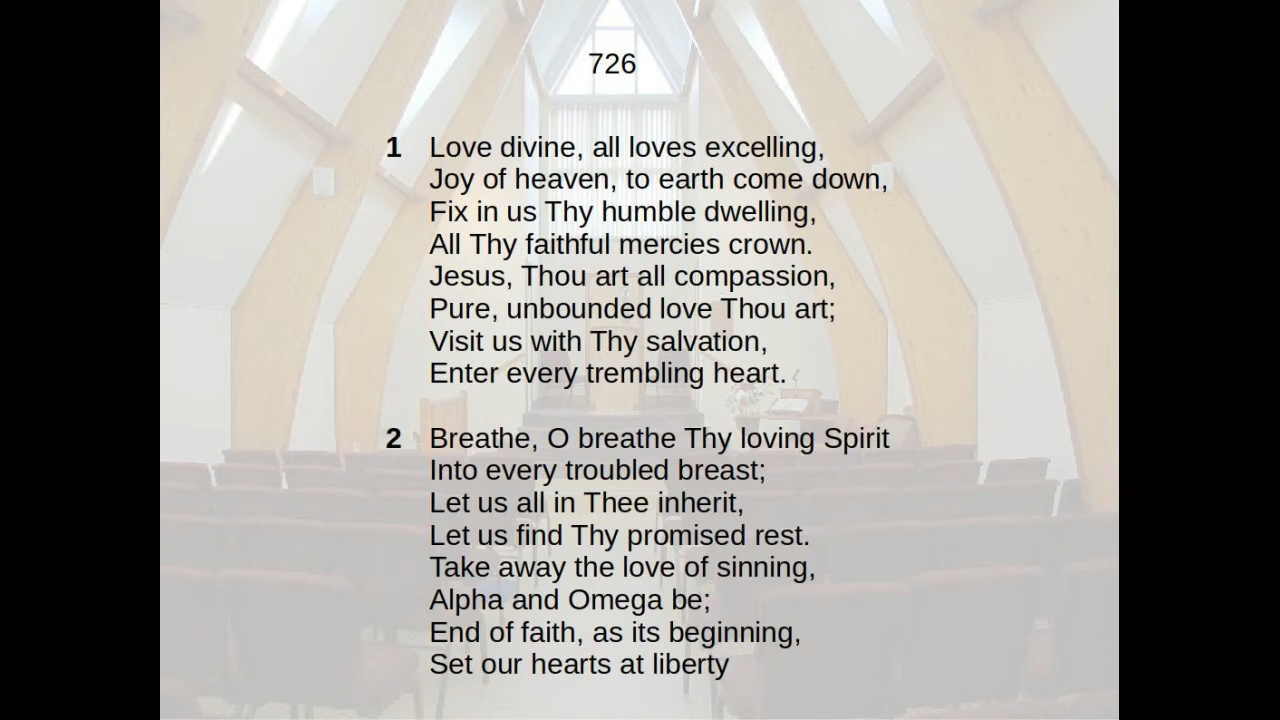 726
1 Love divine, all loves excelling,
Joy of heaven, to earth come down,
Fix in us Thy humble dwelling,
All Thy faithful mercies crown.
Jesus, Thou art all compassion,
Pure, unbounded love Thou art;
Visit us with Thy salvation,
Enter every trembling heart.
2 Breathe, O breathe Thy loving Spirit
Into every troubled breast;
Let us all in Thee inherit,
Let us find Thy promised rest.
Take away the love of sinning,
Alpha and Omega be;
End of faith, as its beginning,
Set our hearts at liberty